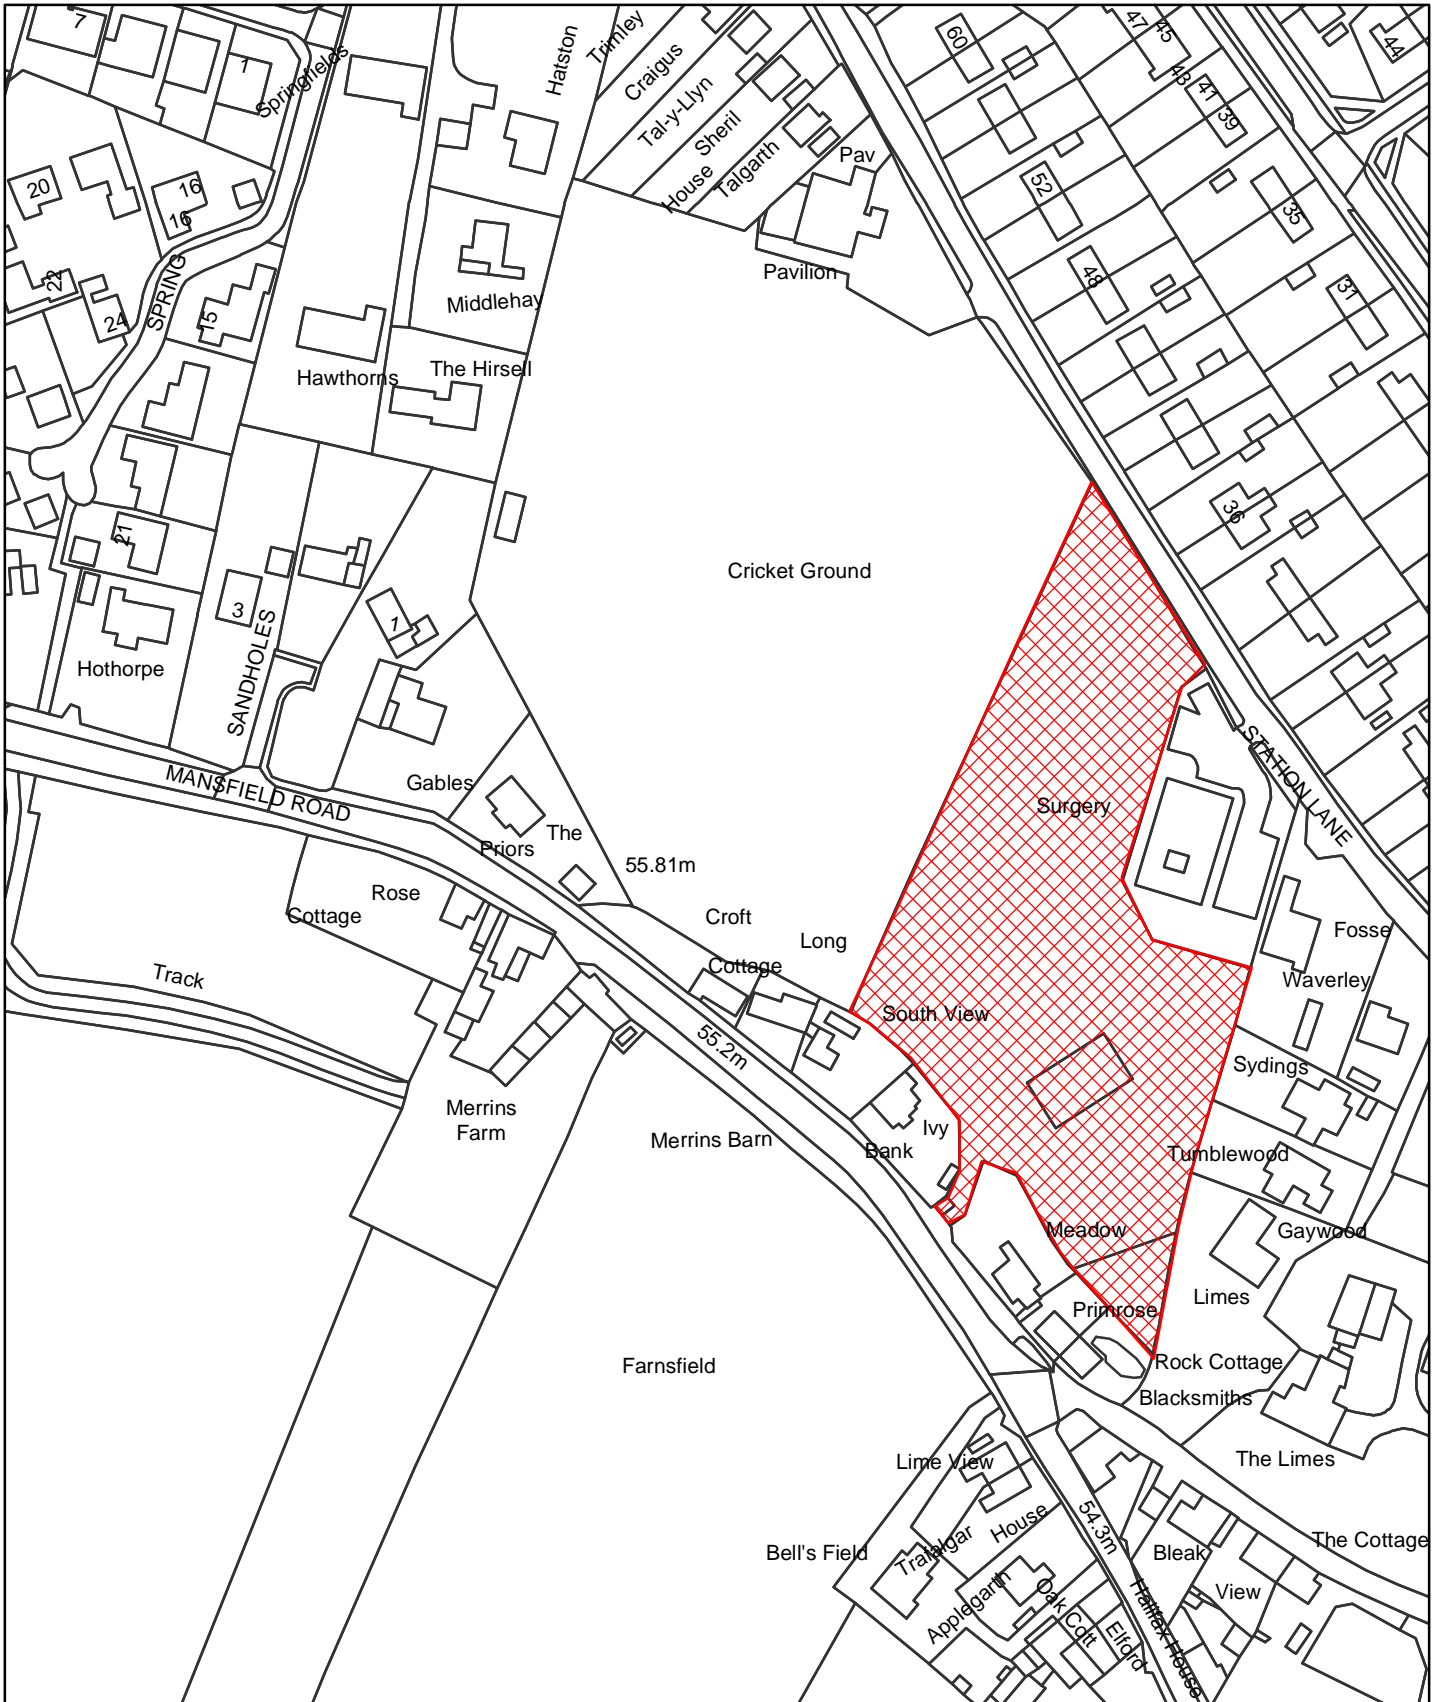 7
1
Springfields
Hatston
Trimley
Craigus
Tal-y-Llyn
Sheril
House
Talgarth
Pav
60
47
45
43
41
39
44
20
16
16
52
35
Pavilion
48
31
22
24
SPRING
15
Middlehay
Hawthorns
The Hirsell
36
21
Cricket Ground
3
1
Hothorpe
SANDHOLES
MANSFIELD ROAD
Gables
Surgery
STATION LANE
The
Priors
55.81m
Rose
Cottage
Croft
Long
Cottage
Fosse
Waverley
Track
South View
55.2m
Sydings
Merrins
Farm
Merrins Barn
Ivy
Bank
Tumblewood
Meadow
Gaywood
Limes
Primrose
Farnsfield
Rock Cottage
Blacksmiths
Lime View
The Limes
54.3m
House
Trafalgar
Bell's Field
Bleak
The Cottage
View
Applegarth
Oak Cott
Elford
Halifax House